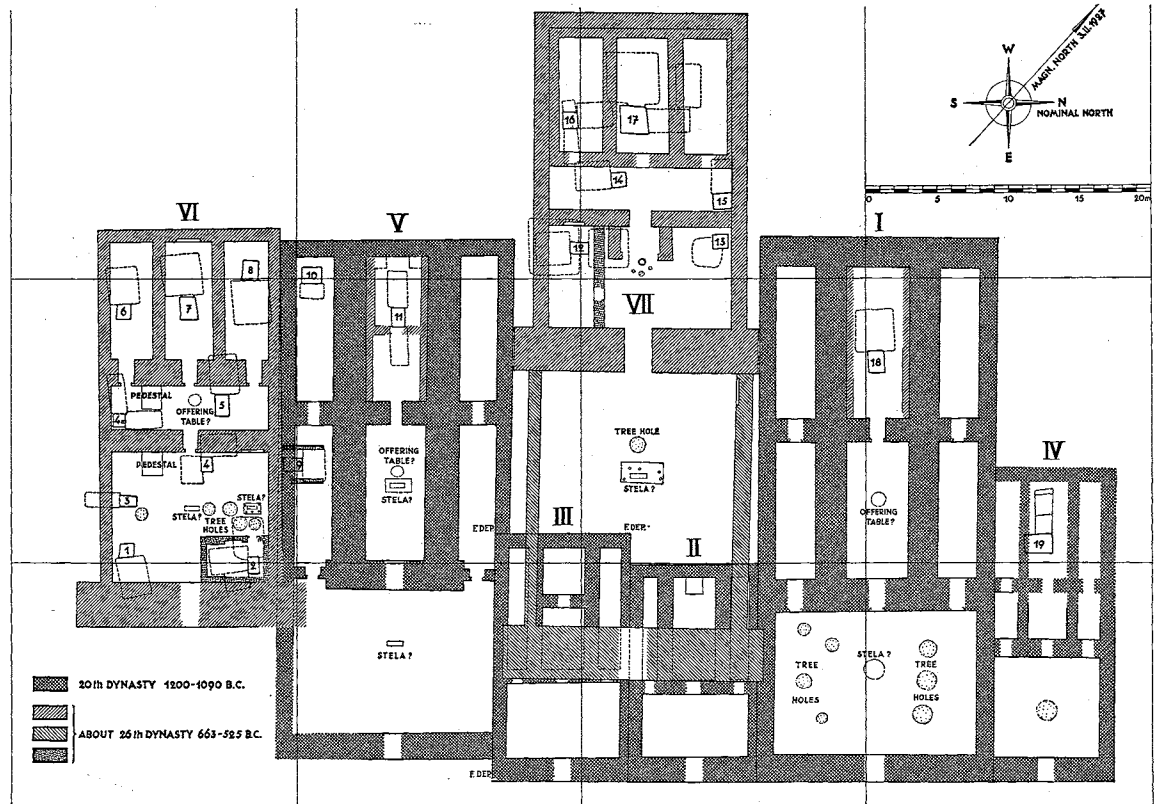 MAGN. NORTH 3.II.1927
W
S
N
NOMINAL NORTH
E
0
5
10
15
20m
VI
V
I
VII
IV
III
II
16
17
14
15
12
13
8
10
6
7
11
18
PEDESTAL
4a
5
OFFERING
TABLE?
TREE HOLE
OFFERING
TABLE?
PEDESTAL
4
9
STELA?
STELA?
3
STELA?
STELA?
TREE
HOLES
OFFERING
TABLE?
F.DEP.
F.DEP.
19
1
2
STELA?
STELA?
TREE
HOLES
TREE
HOLES
F.DEP.
20th DYNASTY 1200-1090 B.C.
ABOUT 26th DYNASTY 663-525 B.C.